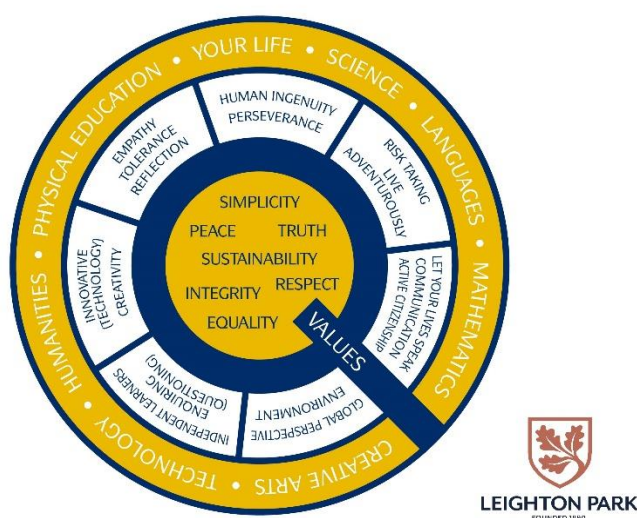 PHYSICAL EDUCATION • YOUR LIFE • SCIENCE • LANGUAGES • MATHEMATICS
HUMAN INGENUITY
PERSEVERANCE
RISK TAKING
LIVE
ADVENTUROUSLY
LET YOUR LIVES SPEAK
COMMUNICATION
ACTIVE CITIZENSHIP
GLOBAL PERSPECTIVE
ENVIRONMENT
INDEPENDENT LEARNERS
ENQUIRING
(QUESTIONING)
INNOVATIVE
(TECHNOLOGY)
CREATIVITY
EMPATHY
TOLERANCE
REFLECTION
SIMPLICITY
PEACE TRUTH
SUSTAINABILITY
INTEGRITY RESPECT
EQUALITY
VALUES
CREATIVE ARTS • TECHNOLOGY • HUMANITIES •
LEIGHTON PARK
FOUNDED 1890